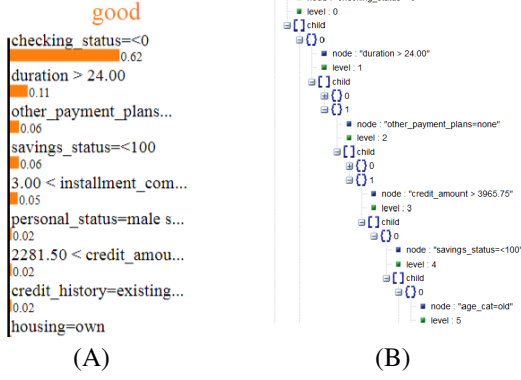 good
checking_status=<0
0.62
duration > 24.00
0.11
other_payment_plans...
0.06
savings_status=<100
0.06
3.00 < installment_com...
0.05
personal_status=male s...
0.02
2281.50 < credit_amou...
0.02
credit_history=existing...
0.02
housing=own
(A)
level : 0
[ ] child
{ } 0
node : "duration > 24.00"
level : 1
[ ] child
{ } 0
{ } 1
node : "other_payment_plans=none"
level : 2
[ ] child
{ } 0
{ } 1
node : "credit_amount > 3965.75"
level : 3
[ ] child
{ } 0
node : "savings_status=<100"
level : 4
[ ] child
{ } 0
node : "age_cat=old"
level : 5
(B)